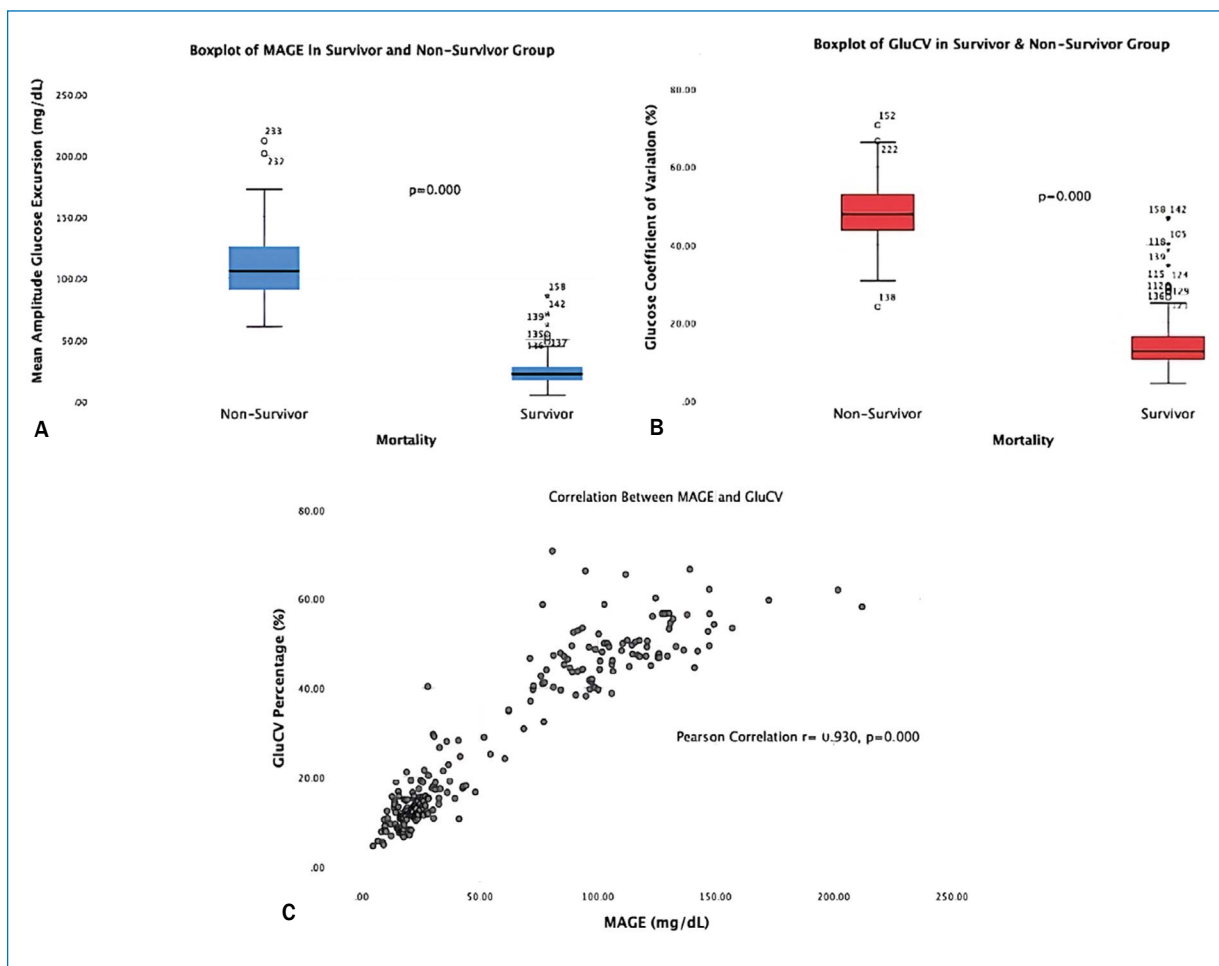 Boxplot of MAGE in Survivor and Non-Survivor Group
Mean Amplitude Glucose Excursion (mg/dL)
250.00
200.00
150.00
100.00
50.00
.00
233
232
p=0.000
158
142
139
135
137
Non-Survivor
Survivor
Mortality
A
Boxplot of GluCV in Survivor & Non-Survivor Group
Glucose Coefficient of Variation (%)
80.00
60.00
40.00
20.00
.00
152
222
138
p=0.000
158 142
105
118
139
115 124
112
129
136
Non-Survivor
Survivor
Mortality
B
Correlation Between MAGE and GluCV
GluCV Percentage (%)
80.00
60.00
40.00
20.00
.00
Pearson Correlation r= 0.930, p=0.000
.00 50.00 100.00 150.00 200.00 250.00
MAGE (mg/dL)
C